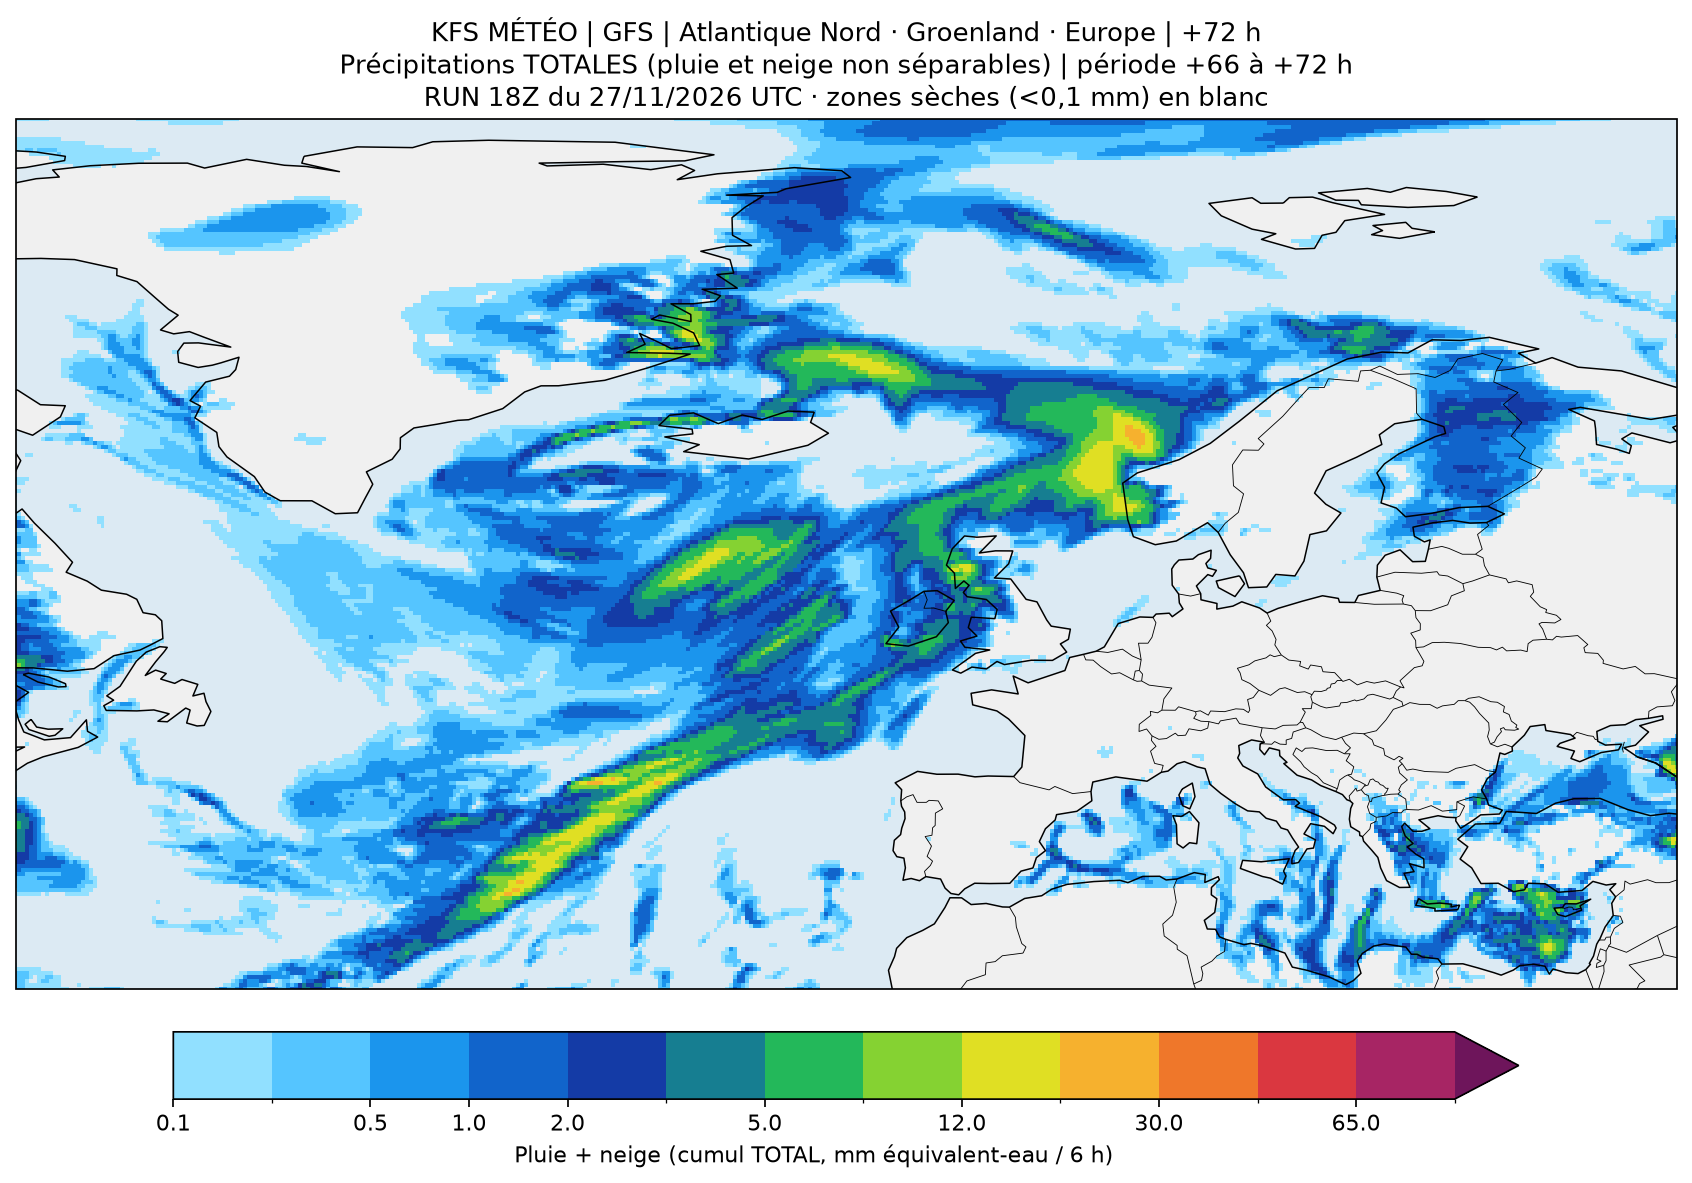 KFS MÉTÉO | GFS | Atlantique Nord · Groenland · Europe | +72 h
Précipitations TOTALES (pluie et neige non séparables) | période +66 à +72 h
RUN 18Z du 27/11/2026 UTC · zones sèches (<0,1 mm) en blanc
0.1 0.5 1.0 2.0 5.0 12.0 30.0 65.0
Pluie + neige (cumul TOTAL, mm équivalent-eau / 6 h)